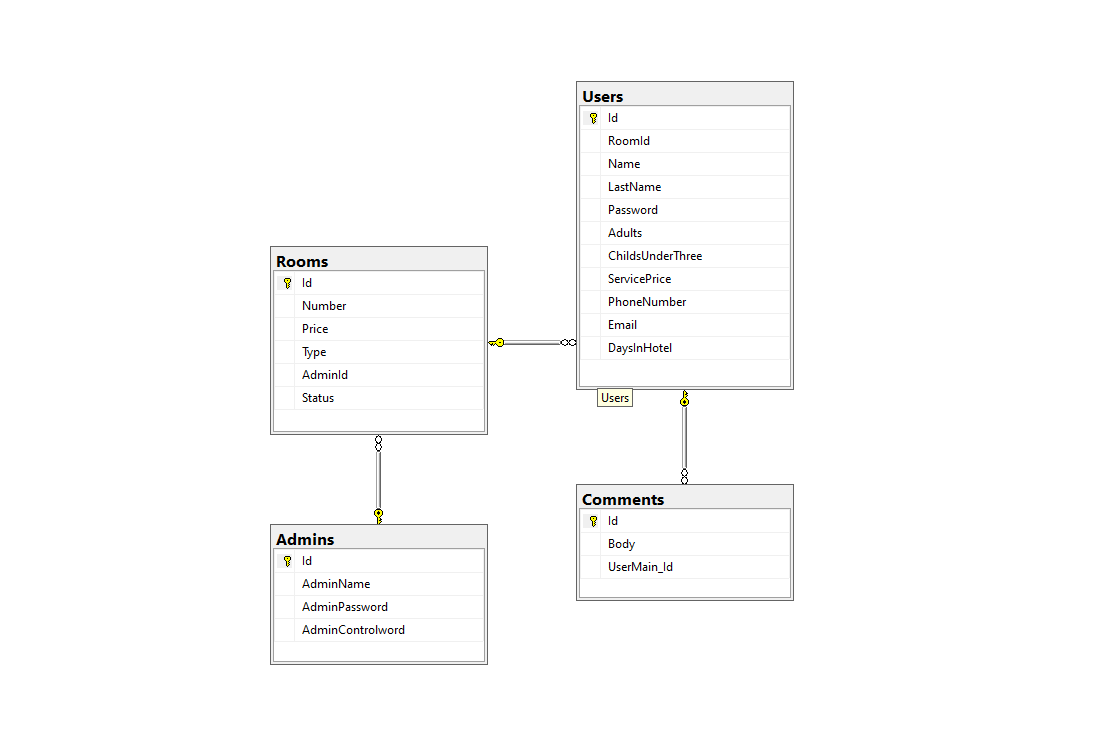 Users
Id
RoomId
Name
LastName
Password
Adults
ChildsUnderThree
ServicePrice
PhoneNumber
Email
DaysInHotel
Users
Rooms
Id
Number
Price
Type
AdminId
Status
Admins
Id
AdminName
AdminPassword
AdminControlword
Comments
Id
Body
UserMain_Id